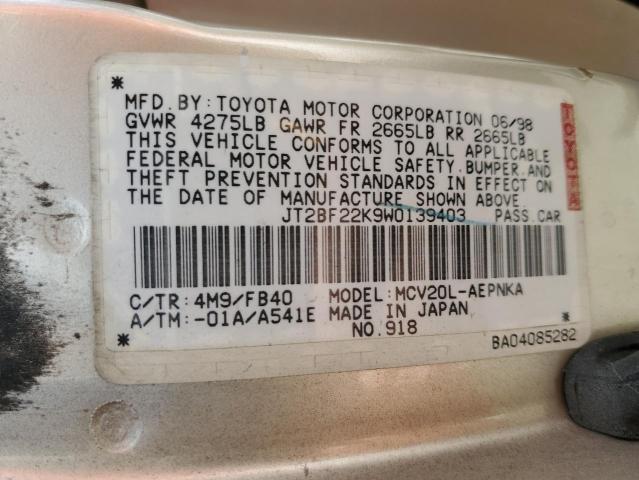 MFD. BY: TOYOTA MOTOR CORPORATION 06/98
GVWR 4275LB GAWR FR 2665LB RR 2665LB
THIS VEHICLE CONFORMS TO ALL APPLICABLE
FEDERAL MOTOR VEHICLE SAFETY, BUMPER, AND
THEFT PREVENTION STANDARDS IN EFFECT ON
THE DATE OF MANUFACTURE SHOWN ABOVE.
JT2BF22K9W0139403 PASS. CAR
TOYOTA
C/TR: 4M9/FB40 MODEL: MCV20L-AEPNKA
A/TM: -01A/A541E MADE IN JAPAN
NO. 918
BA04085282